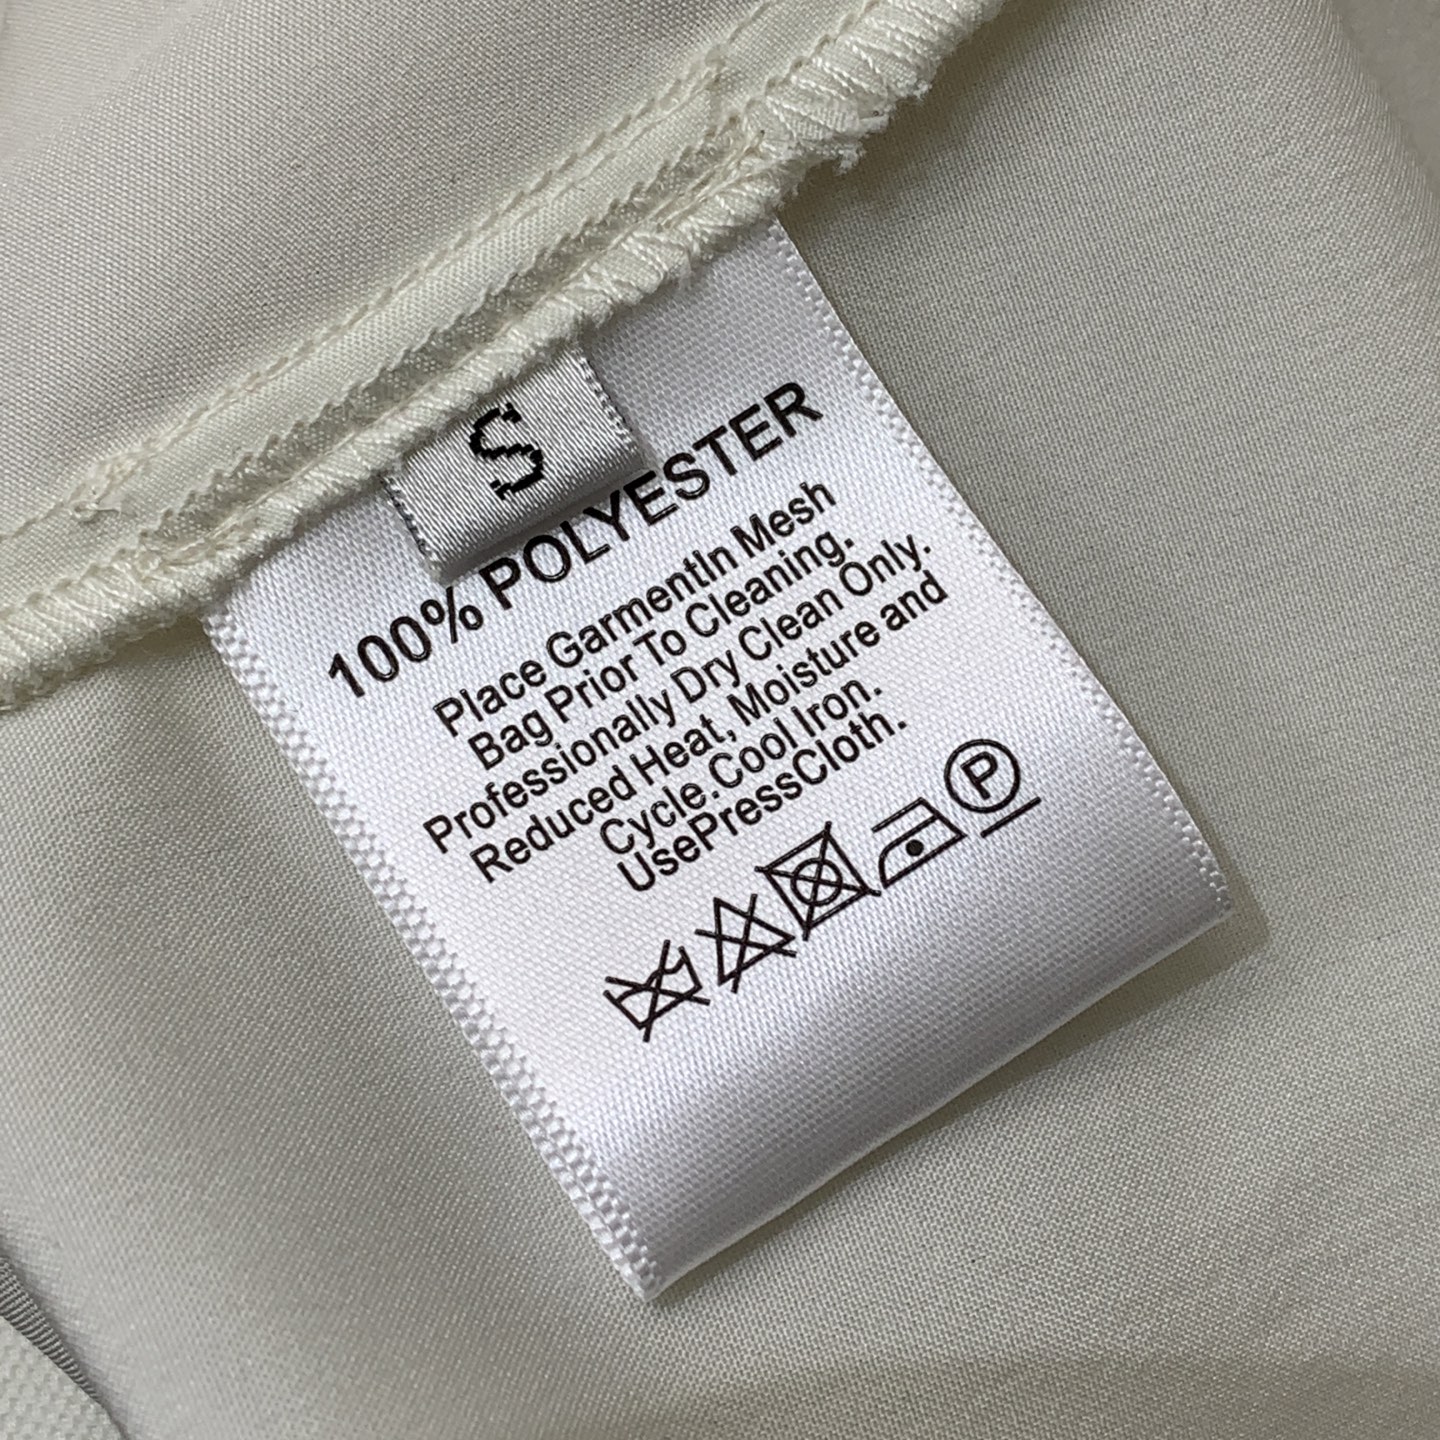 S
100% POLYESTER
Place GarmentIn Mesh
Bag Prior To Cleaning.
Professionally Dry Clean Only.
Reduced Heat, Moisture and
Cycle.Cool Iron.
UsePressCloth.
P